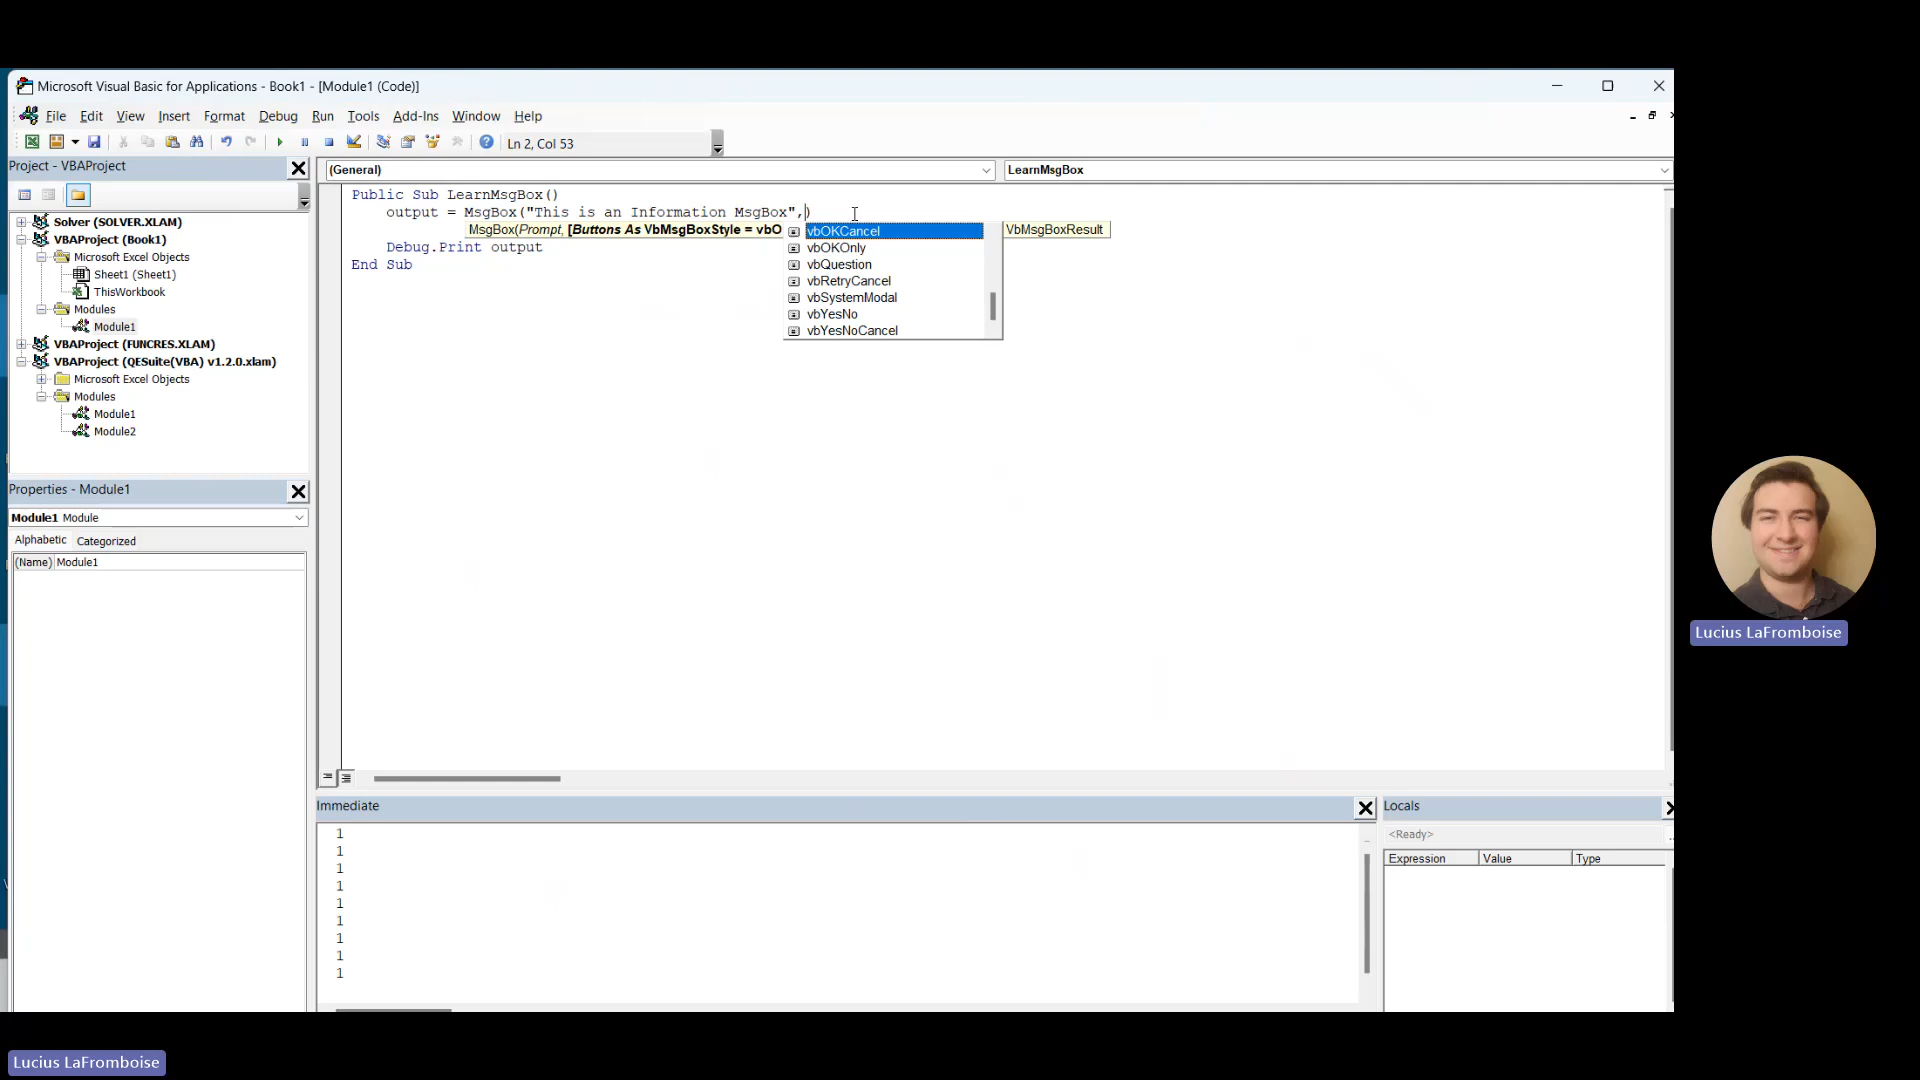 Microsoft Visual Basic for Applications - Book1 - [Module1 (Code)]
File Edit View Insert Format Debug Run Tools Add-Ins Window Help
Ln 2, Col 53
Project - VBAProject
(General)
LearnMsgBox
Solver (SOLVER.XLAM)
VBAProject (Book1)
Microsoft Excel Objects
Sheet1 (Sheet1)
ThisWorkbook
Modules
Module1
VBAProject (FUNCRES.XLAM)
VBAProject (QESuite(VBA) v1.2.0.xlam)
Microsoft Excel Objects
Modules
Module1
Module2
Public Sub LearnMsgBox()
output = MsgBox("This is an Information MsgBox",)
MsgBox(Prompt, [Buttons As VbMsgBoxStyle = vbO
VbMsgBoxResult
vbOKCancel
vbOKOnly
vbQuestion
vbRetryCancel
vbSystemModal
vbYesNo
vbYesNoCancel
Debug.Print output
End Sub
Properties - Module1
Module1 Module
Alphabetic Categorized
(Name) Module1
Immediate
1
1
1
1
1
1
1
1
1
Locals
<Ready>
Expression Value Type
Lucius LaFromboise
Lucius LaFromboise